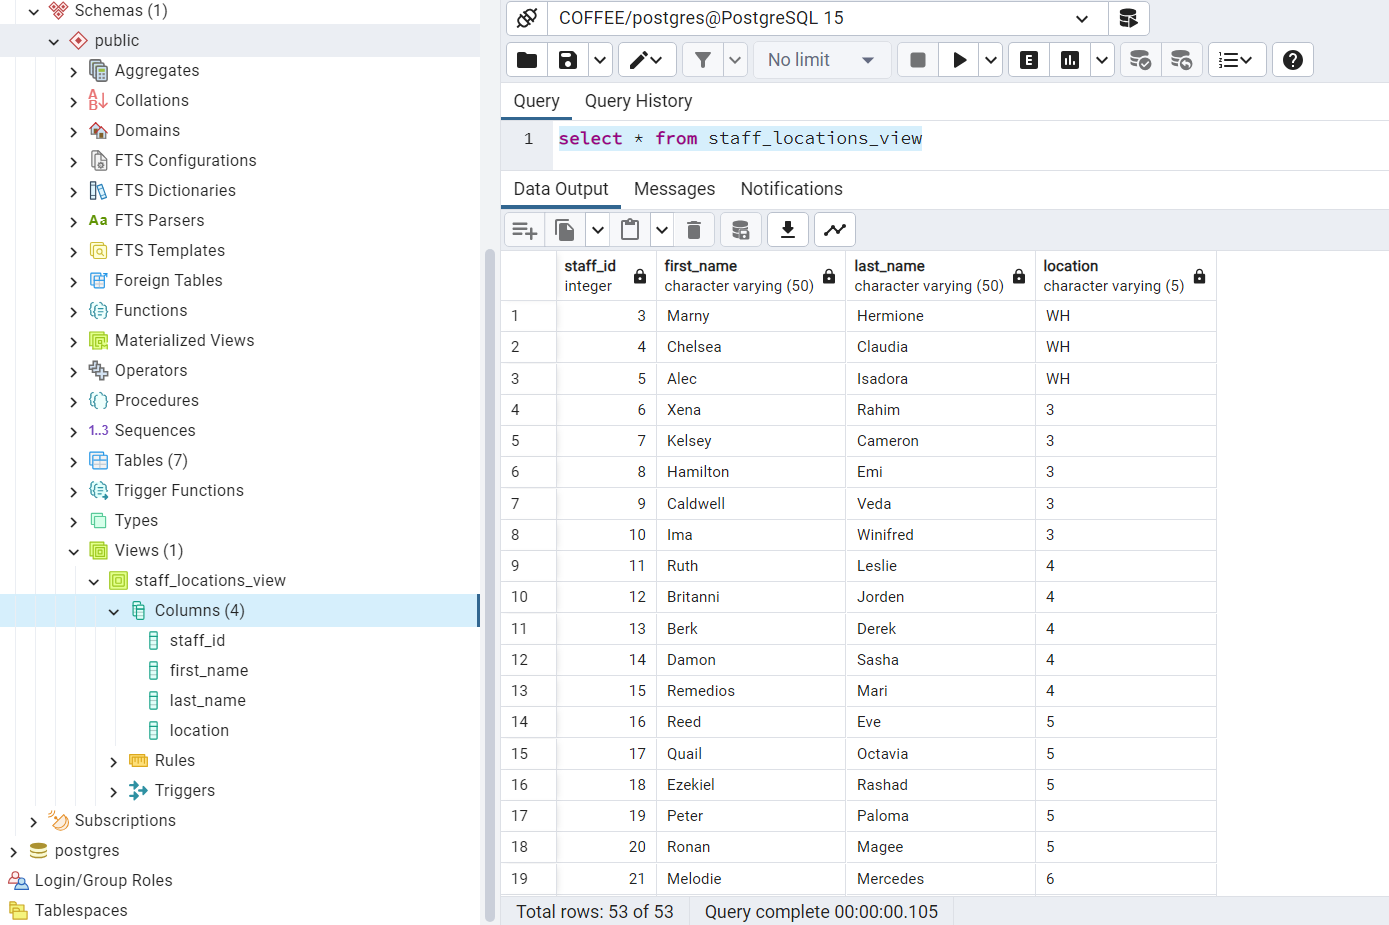 Schemas (1)
public
Aggregates
Collations
Domains
FTS Configurations
FTS Dictionaries
Aa FTS Parsers
FTS Templates
Foreign Tables
Functions
Materialized Views
Operators
Procedures
1..3 Sequences
Tables (7)
Trigger Functions
Types
Views (1)
staff_locations_view
Columns (4)
staff_id
first_name
last_name
location
Rules
Triggers
Subscriptions
postgres
Login/Group Roles
Tablespaces
COFFEE/postgres@PostgreSQL 15
No limit
E
Query Query History
1 select * from staff_locations_view
Data Output Messages Notifications
staff_id first_name last_name location
integer character varying (50) character varying (50) character varying (5)
1 3 Marny Hermione WH
2 4 Chelsea Claudia WH
3 5 Alec Isadora WH
4 6 Xena Rahim 3
5 7 Kelsey Cameron 3
6 8 Hamilton Emi 3
7 9 Caldwell Veda 3
8 10 Ima Winifred 3
9 11 Ruth Leslie 4
10 12 Britanni Jorden 4
11 13 Berk Derek 4
12 14 Damon Sasha 4
13 15 Remedios Mari 4
14 16 Reed Eve 5
15 17 Quail Octavia 5
16 18 Ezekiel Rashad 5
17 19 Peter Paloma 5
18 20 Ronan Magee 5
19 21 Melodie Mercedes 6
Total rows: 53 of 53 Query complete 00:00:00.105